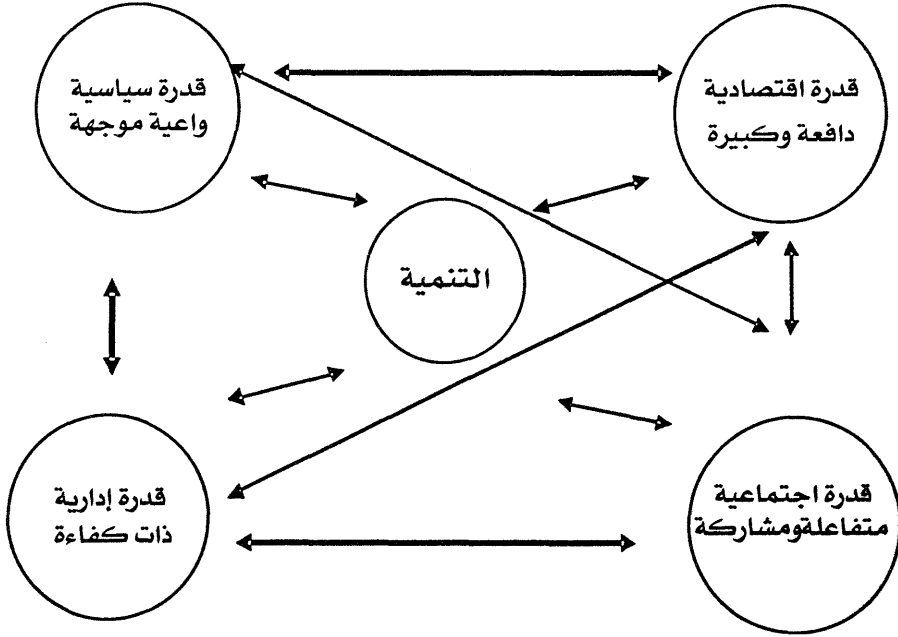 قدرة اقتصادية
دافعة وكبيرة
قدرة سياسية
واعية موجهة
التنمية
قدرة اجتماعية
متفاعلةومشاركة
قدرة إدارية
ذات كفاءة